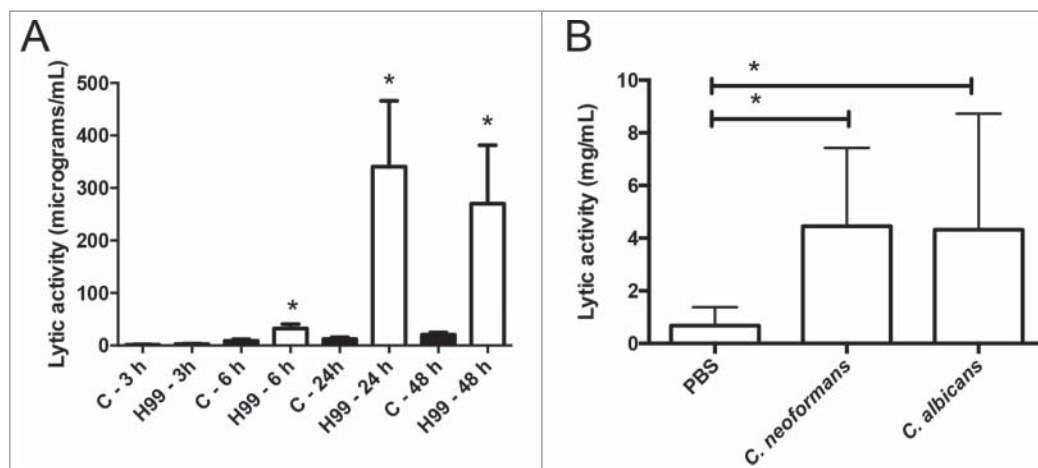 A
Lytic activity (micrograms/mL)
500
400
300
200
100
0
*
*
*
C - 3 h
H99 - 3h
C - 6 h
H99 - 6 h
C - 24h
H99 - 24 h
C - 48 h
H99 - 48 h
B
Lytic activity (mg/mL)
10
8
6
4
2
0
*
*
PBS
C. neoformans
C. albicans